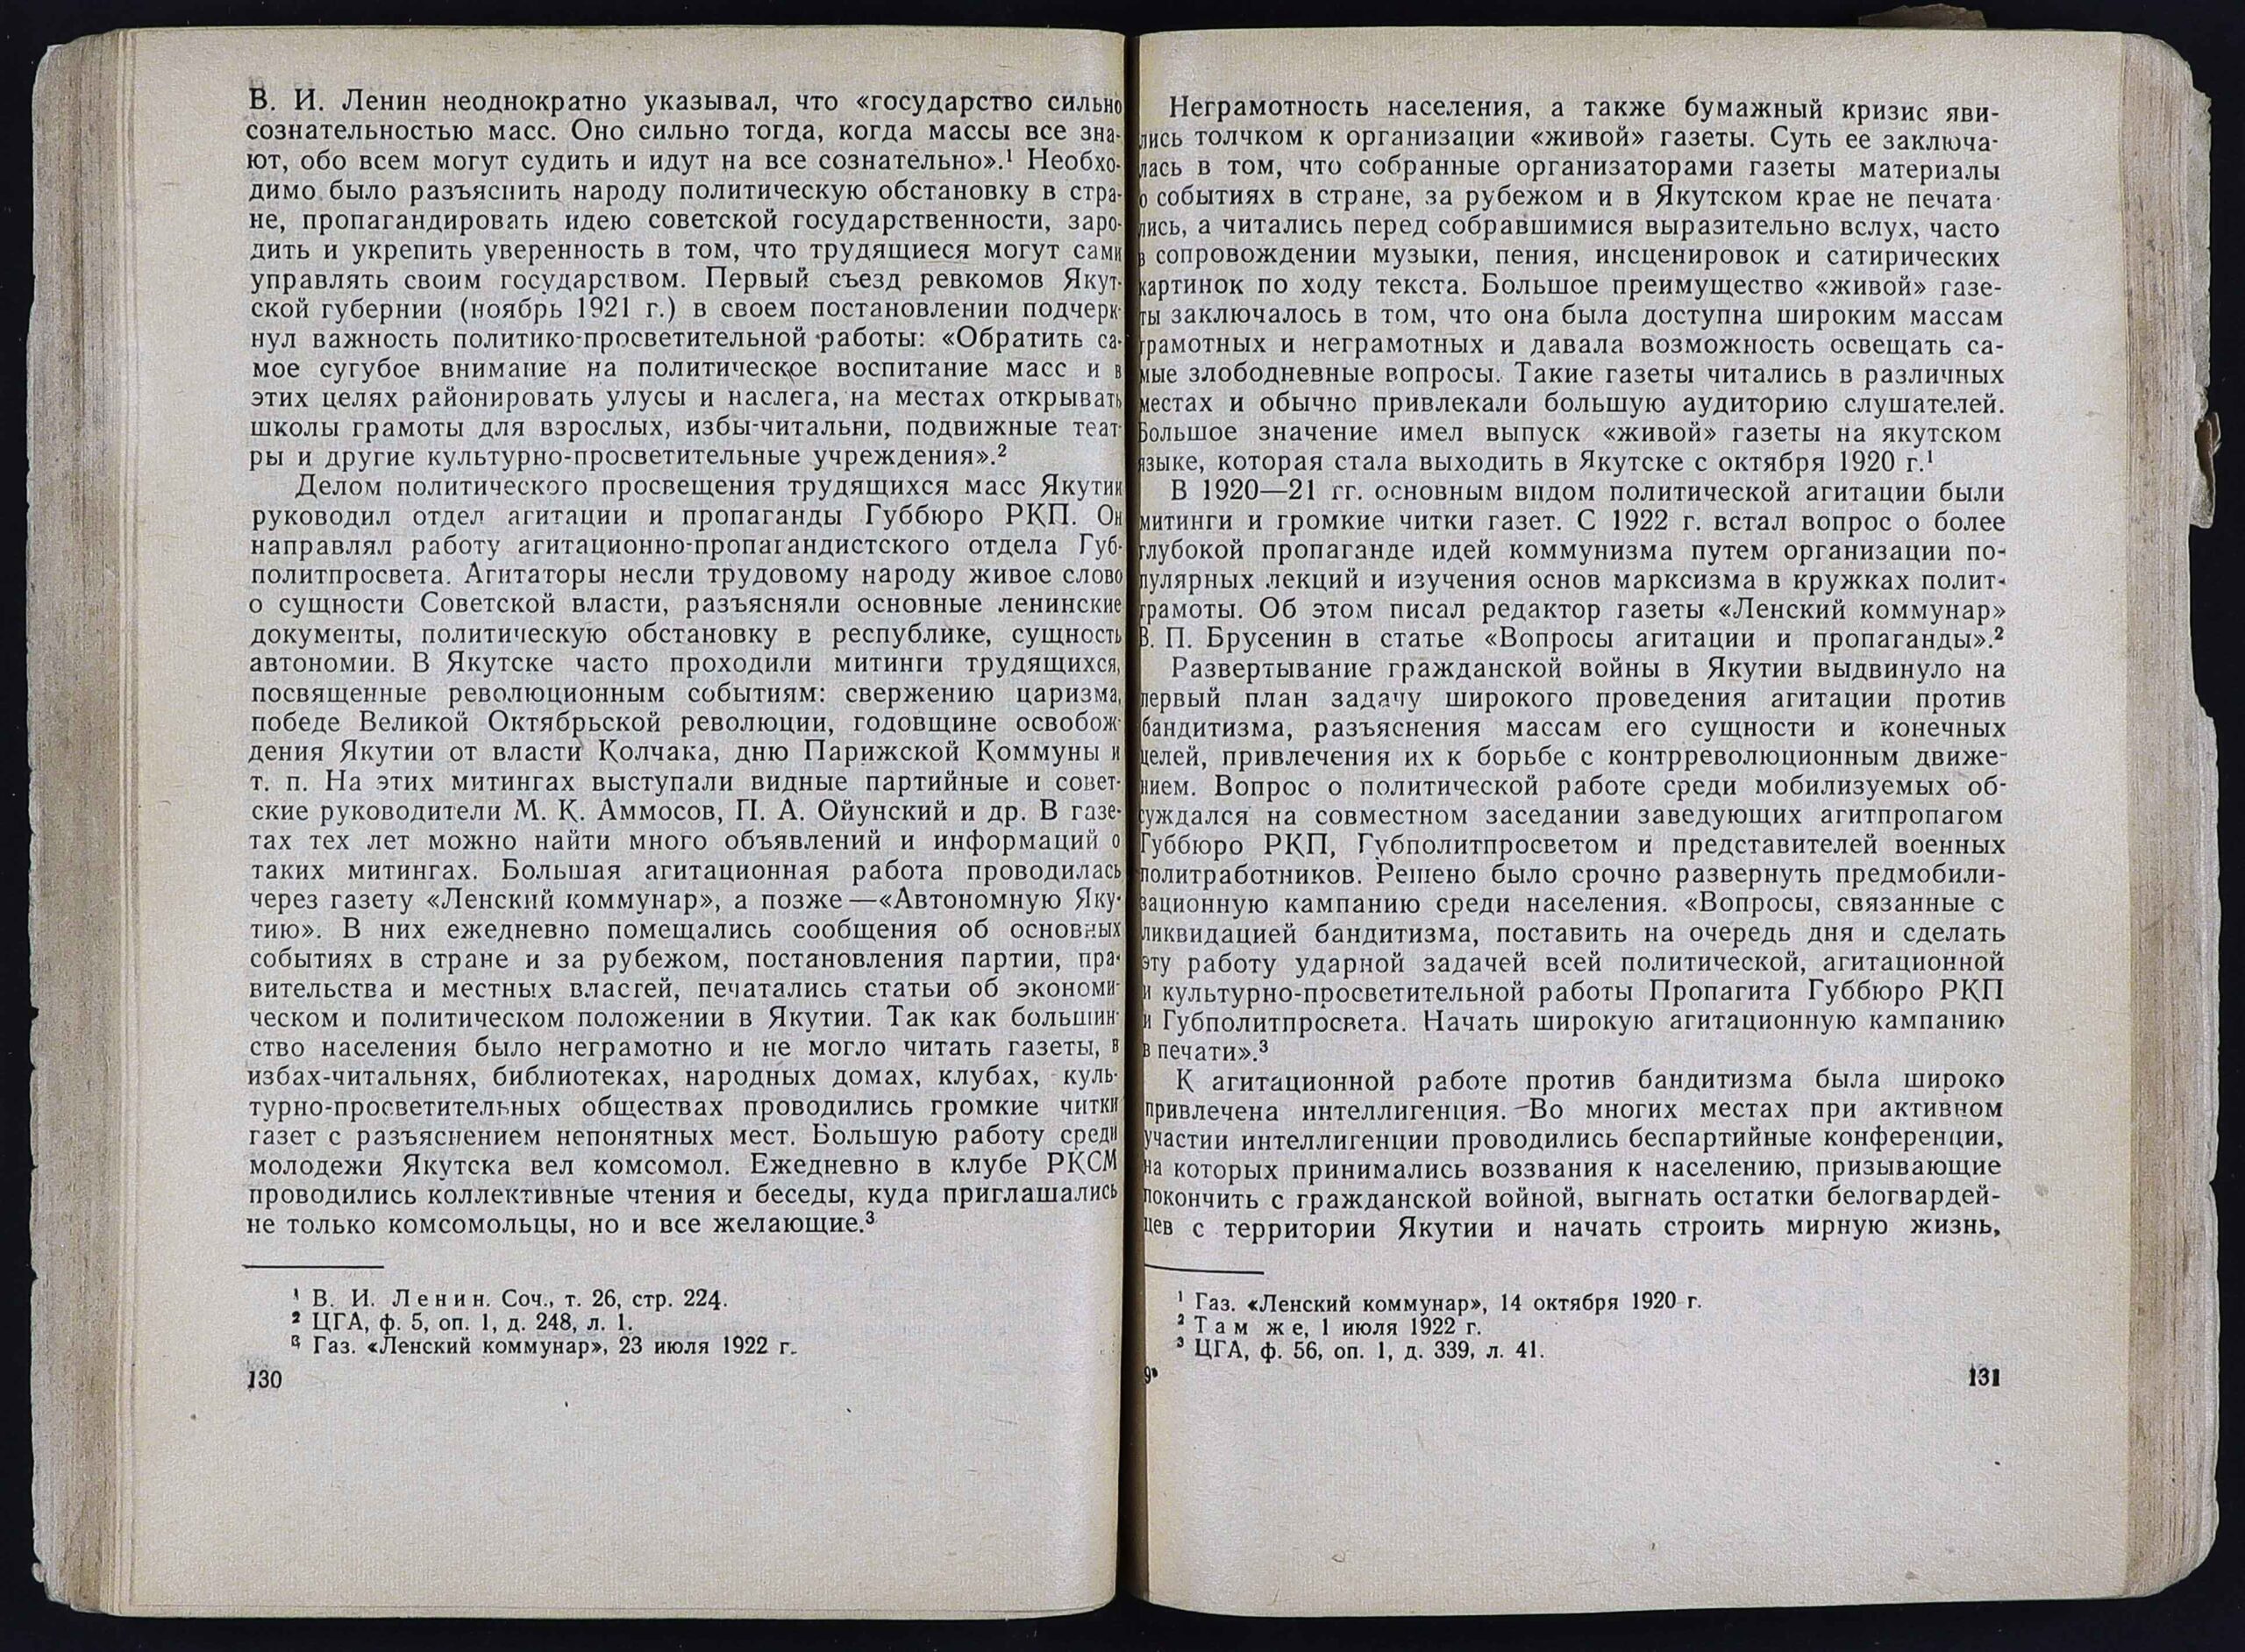 В. И. Ленин неоднократно указывал, что «государство сильно
сознательностью масс. Оно сильно тогда, когда массы все зна-
ют, обо всем могут судить и идут на все сознательно».¹ Необхо-
димо было разъяснить народу политическую обстановку в стра-
не, пропагандировать идею советской государственности, заро-
дить и укрепить уверенность в том, что трудящиеся могут сами
управлять своим государством. Первый съезд ревкомов Якут-
ской губернии (ноябрь 1921 г.) в своем постановлении подчерк-
нул важность политико-просветительной работы: «Обратить са-
мое сугубое внимание на политическое воспитание масс и в
этих целях районировать улусы и наслега, на местах открывать
школы грамоты для взрослых, избы-читальни, подвижные теат-
ры и другие культурно-просветительные учреждения».²
Делом политического просвещения трудящихся масс Якутии
руководил отдел агитации и пропаганды Губбюро РКП. Он
направлял работу агитационно-пропагандистского отдела Губ-
политпросвета. Агитаторы несли трудовому народу живое слово
о сущности Советской власти, разъясняли основные ленинские
документы, политическую обстановку в республике, сущность
автономии. В Якутске часто проходили митинги трудящихся,
посвященные революционным событиям: свержению царизма,
победе Великой Октябрьской революции, годовщине освобож-
дения Якутии от власти Колчака, дню Парижской Коммуны и
т. п. На этих митингах выступали видные партийные и совет-
ские руководители М. К. Аммосов, П. А. Ойунский и др. В газе-
тах тех лет можно найти много объявлений и информаций о
таких митингах. Большая агитационная работа проводилась
через газету «Ленский коммунар», а позже —«Автономную Яку-
тию». В них ежедневно помещались сообщения об основных
событиях в стране и за рубежом, постановления партии, пра-
вительства и местных властей, печатались статьи об экономи-
ческом и политическом положении в Якутии. Так как большин-
ство населения было неграмотно и не могло читать газеты, в
избах-читальнях, библиотеках, народных домах, клубах, куль-
турно-просветительных обществах проводились громкие читки
газет с разъяснением непонятных мест. Большую работу среди
молодежи Якутска вел комсомол. Ежедневно в клубе РКСМ
проводились коллективные чтения и беседы, куда приглашались
не только комсомольцы, но и все желающие.³
¹ В. И. Ленин. Соч., т. 26, стр. 224.
² ЦГА, ф. 5, оп. 1, д. 248, л. 1.
³ Газ. «Ленский коммунар», 23 июля 1922 г.
130
Неграмотность населения, а также бумажный кризис яви-
лись толчком к организации «живой» газеты. Суть ее заключа-
лась в том, что собранные организаторами газеты материалы
о событиях в стране, за рубежом и в Якутском крае не печата-
лись, а читались перед собравшимися выразительно вслух, часто
в сопровождении музыки, пения, инсценировок и сатирических
картинок по ходу текста. Большое преимущество «живой» газе-
ты заключалось в том, что она была доступна широким массам
грамотных и неграмотных и давала возможность освещать са-
мые злободневные вопросы. Такие газеты читались в различных
местах и обычно привлекали большую аудиторию слушателей.
Большое значение имел выпуск «живой» газеты на якутском
языке, которая стала выходить в Якутске с октября 1920 г.¹
В 1920—21 гг. основным видом политической агитации были
митинги и громкие читки газет. С 1922 г. встал вопрос о более
глубокой пропаганде идей коммунизма путем организации по-
пулярных лекций и изучения основ марксизма в кружках полит-
грамоты. Об этом писал редактор газеты «Ленский коммунар»
В. П. Брусенин в статье «Вопросы агитации и пропаганды».²
Развертывание гражданской войны в Якутии выдвинуло на
первый план задачу широкого проведения агитации против
бандитизма, разъяснения массам его сущности и конечных
целей, привлечения их к борьбе с контрреволюционным движе-
нием. Вопрос о политической работе среди мобилизуемых об-
суждался на совместном заседании заведующих агитпропагом
Губбюро РКП, Губполитпросветом и представителей военных
политработников. Решено было срочно развернуть предмобили-
зационную кампанию среди населения. «Вопросы, связанные с
ликвидацией бандитизма, поставить на очередь дня и сделать
эту работу ударной задачей всей политической, агитационной
и культурно-просветительной работы Пропагита Губбюро РКП
и Губполитпросвета. Начать широкую агитационную кампанию
в печати».³
К агитационной работе против бандитизма была широко
привлечена интеллигенция. Во многих местах при активном
участии интеллигенции проводились беспартийные конференции,
на которых принимались воззвания к населению, призывающие
покончить с гражданской войной, выгнать остатки белогвардей-
цев с территории Якутии и начать строить мирную жизнь,
¹ Газ. «Ленский коммунар», 14 октября 1920 г.
² Там же, 1 июля 1922 г.
³ ЦГА, ф. 56, оп. 1, д. 339, л. 41.
9*
131